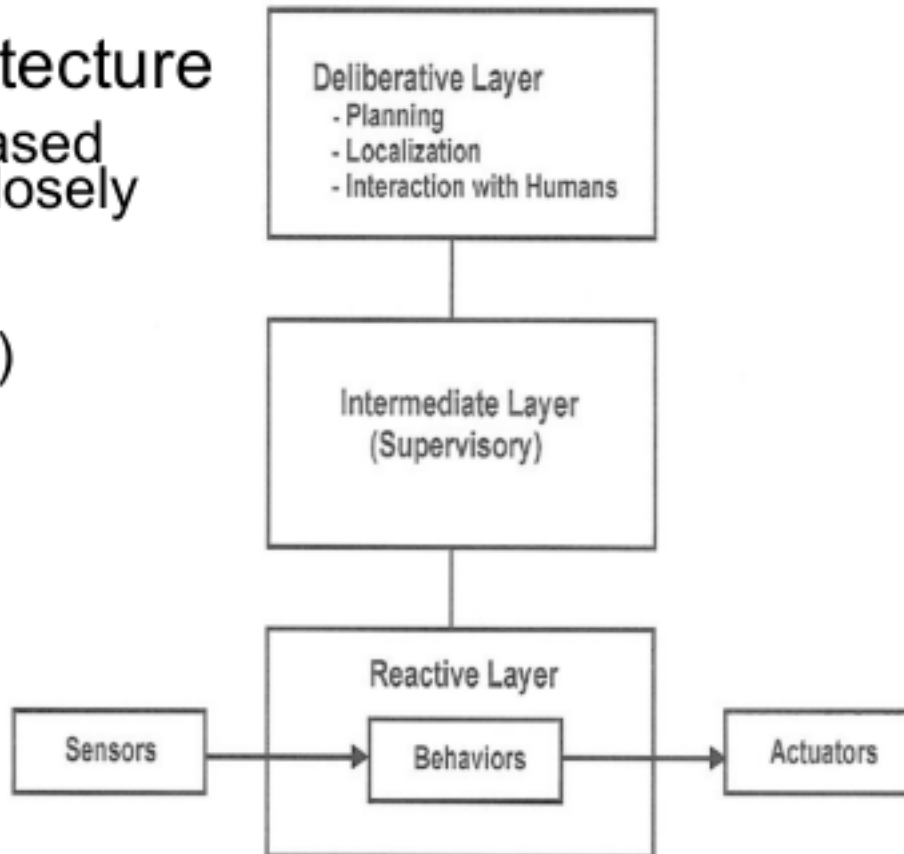 tecture
ased
losely
)
Deliberative Layer
- Planning
- Localization
- Interaction with Humans
Intermediate Layer
(Supervisory)
Reactive Layer
Sensors
Behaviors
Actuators